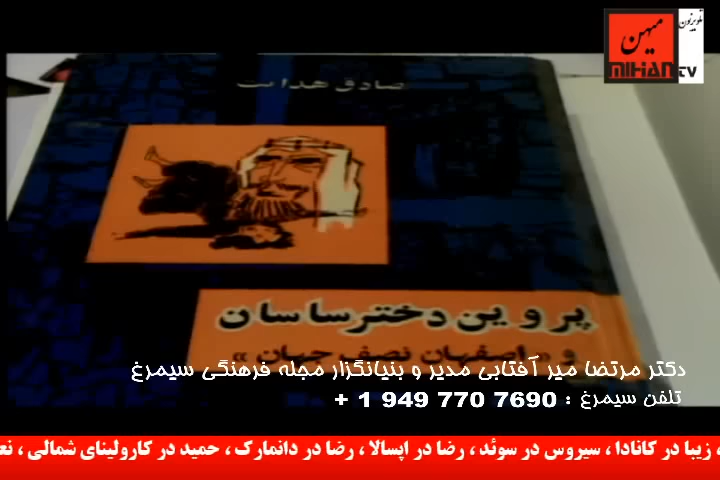 تلویزیون
میهن
MIHAN TV
صادق هدایت
پروین دختر ساسان
و «اصفهان نصف جهان»
دکتر مرتضا میر آفتابی مدیر و بنیانگزار مجله فرهنگی سیمرغ
تلفن سیمرغ : 7690 770 949 1 +
، زیبا در کانادا ، سیروس در سوئد ، رضا در اپسالا ، رضا در دانمارک ، حمید در کارولینای شمالی ، نع